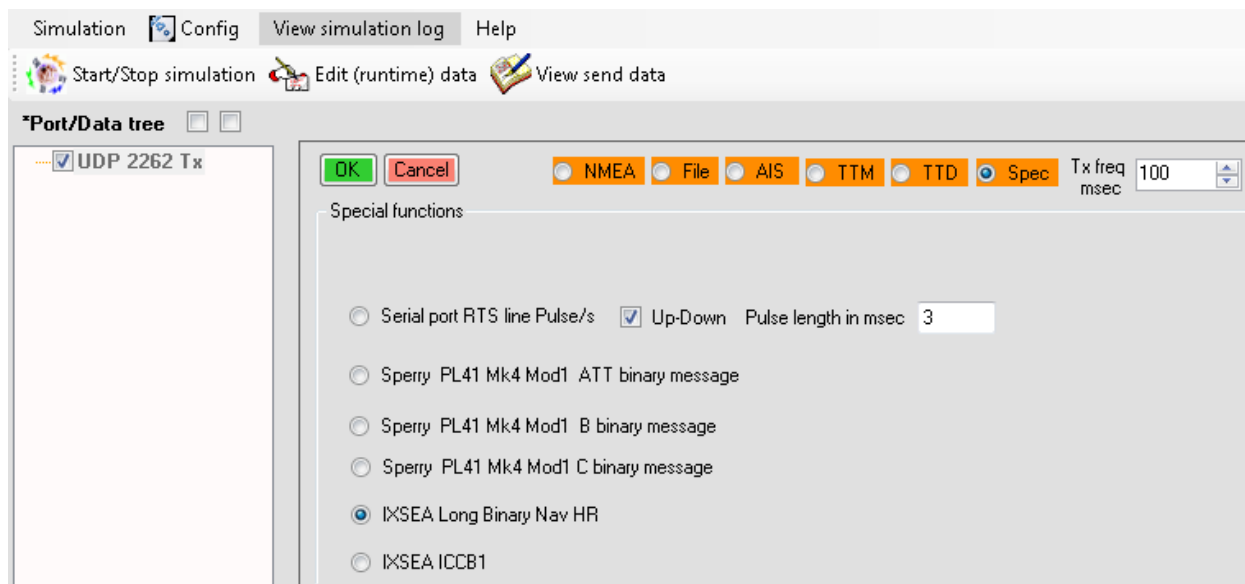 Simulation Config View simulation log Help
Start/Stop simulation Edit (runtime) data View send data
*Port/Data tree
UDP 2262 Tx
OK Cancel NMEA File AIS TTM TTD Spec Tx freq msec 100
Special functions
Serial port RTS line Pulse/s Up-Down Pulse length in msec 3
Sperry PL41 Mk4 Mod1 ATT binary message
Sperry PL41 Mk4 Mod1 B binary message
Sperry PL41 Mk4 Mod1 C binary message
IXSEA Long Binary Nav HR
IXSEA ICCB1